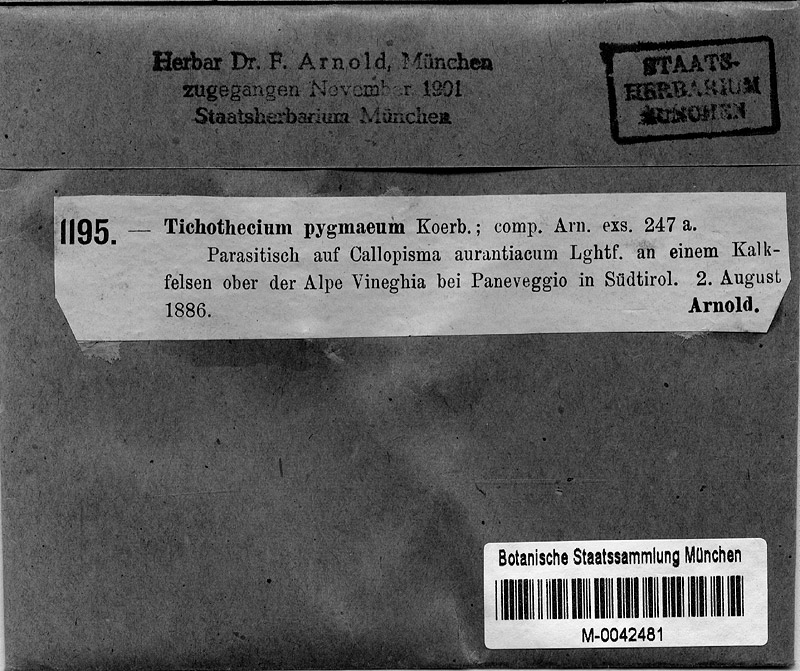 Herbar Dr. F. Arnold, München
zugegangen November 1901
Staatsherbarium München
STAATS-
HERBARIUM
MÜNCHEN
1195. — Tichothecium pygmaeum Koerb.; comp. Arn. exs. 247 a.
Parasitisch auf Callopisma aurantiacum Lghtf. an einem Kalk-
felsen ober der Alpe Vineghia bei Paneveggio in Südtirol. 2. August
1886.
Arnold.
Botanische Staatssammlung München
M-0042481